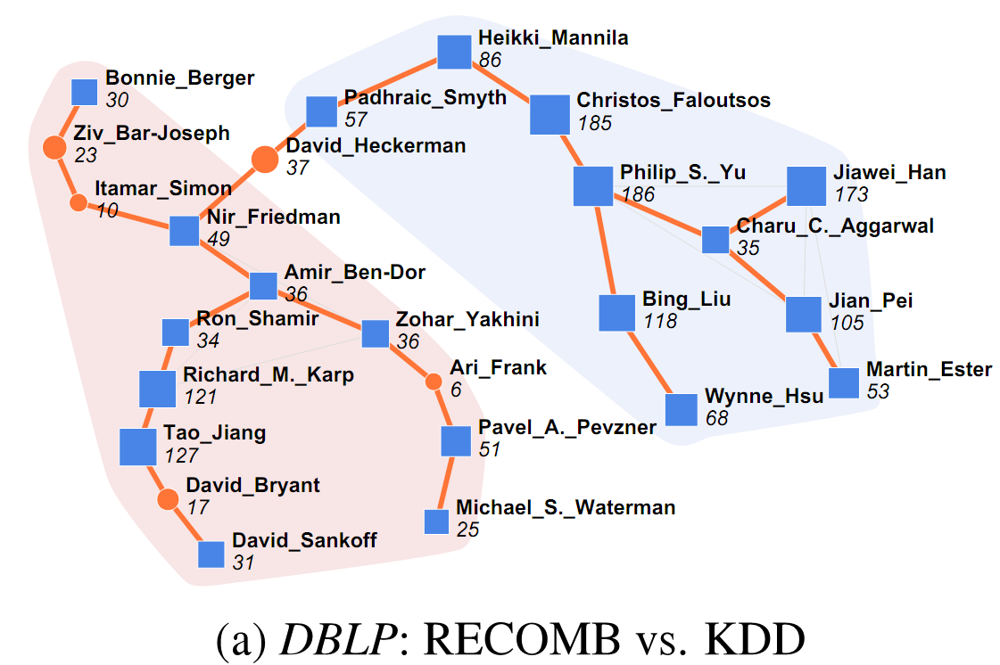 Heikki_Mannila
86
Bonnie_Berger
30
Padhraic_Smyth
57
Christos_Faloutsos
185
Ziv_Bar-Joseph
23
David_Heckerman
37
Philip_S._Yu
186
Jiawei_Han
173
Itamar_Simon
10
Nir_Friedman
49
Charu_C._Aggarwal
35
Amir_Ben-Dor
36
Bing_Liu
118
Jian_Pei
105
Ron_Shamir
34
Zohar_Yakhini
36
Richard_M._Karp
121
Ari_Frank
6
Martin_Ester
53
Wynne_Hsu
68
Tao_Jiang
127
Pavel_A._Pevzner
51
David_Bryant
17
Michael_S._Waterman
25
David_Sankoff
31
(a) DBLP: RECOMB vs. KDD